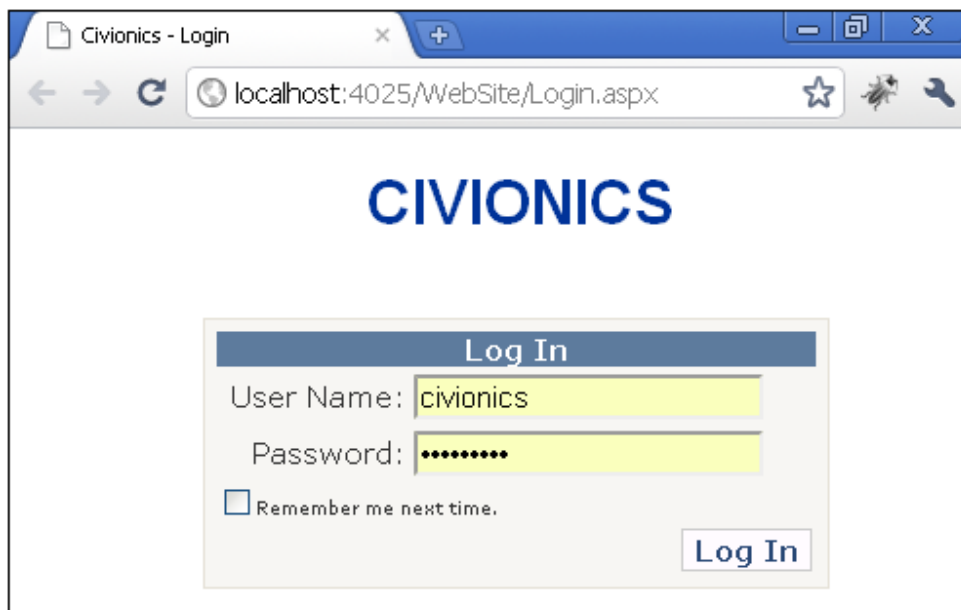 Civionics - Login
localhost:4025/WebSite/Login.aspx
CIVIONICS
Log In
User Name: civionics
Password: •••••••••
Remember me next time.
Log In